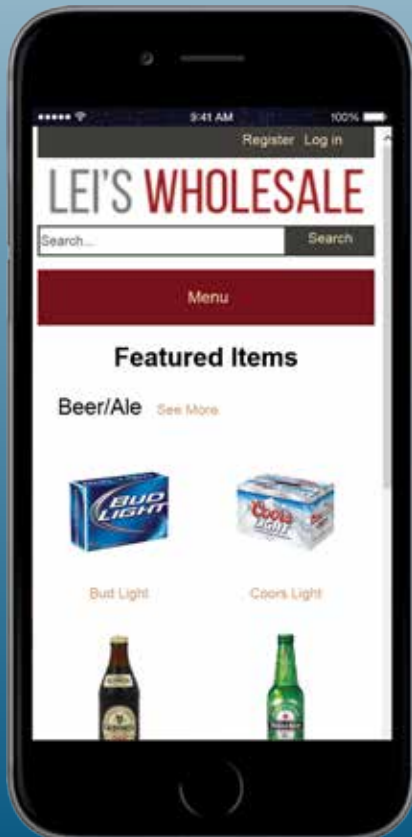 9:41 AM 100%
Register Log in
LEI'S WHOLESALE
Search... Search
Menu
Featured Items
Beer/Ale See More
BUD LIGHT
Coors LIGHT
Bud Light Coors Light